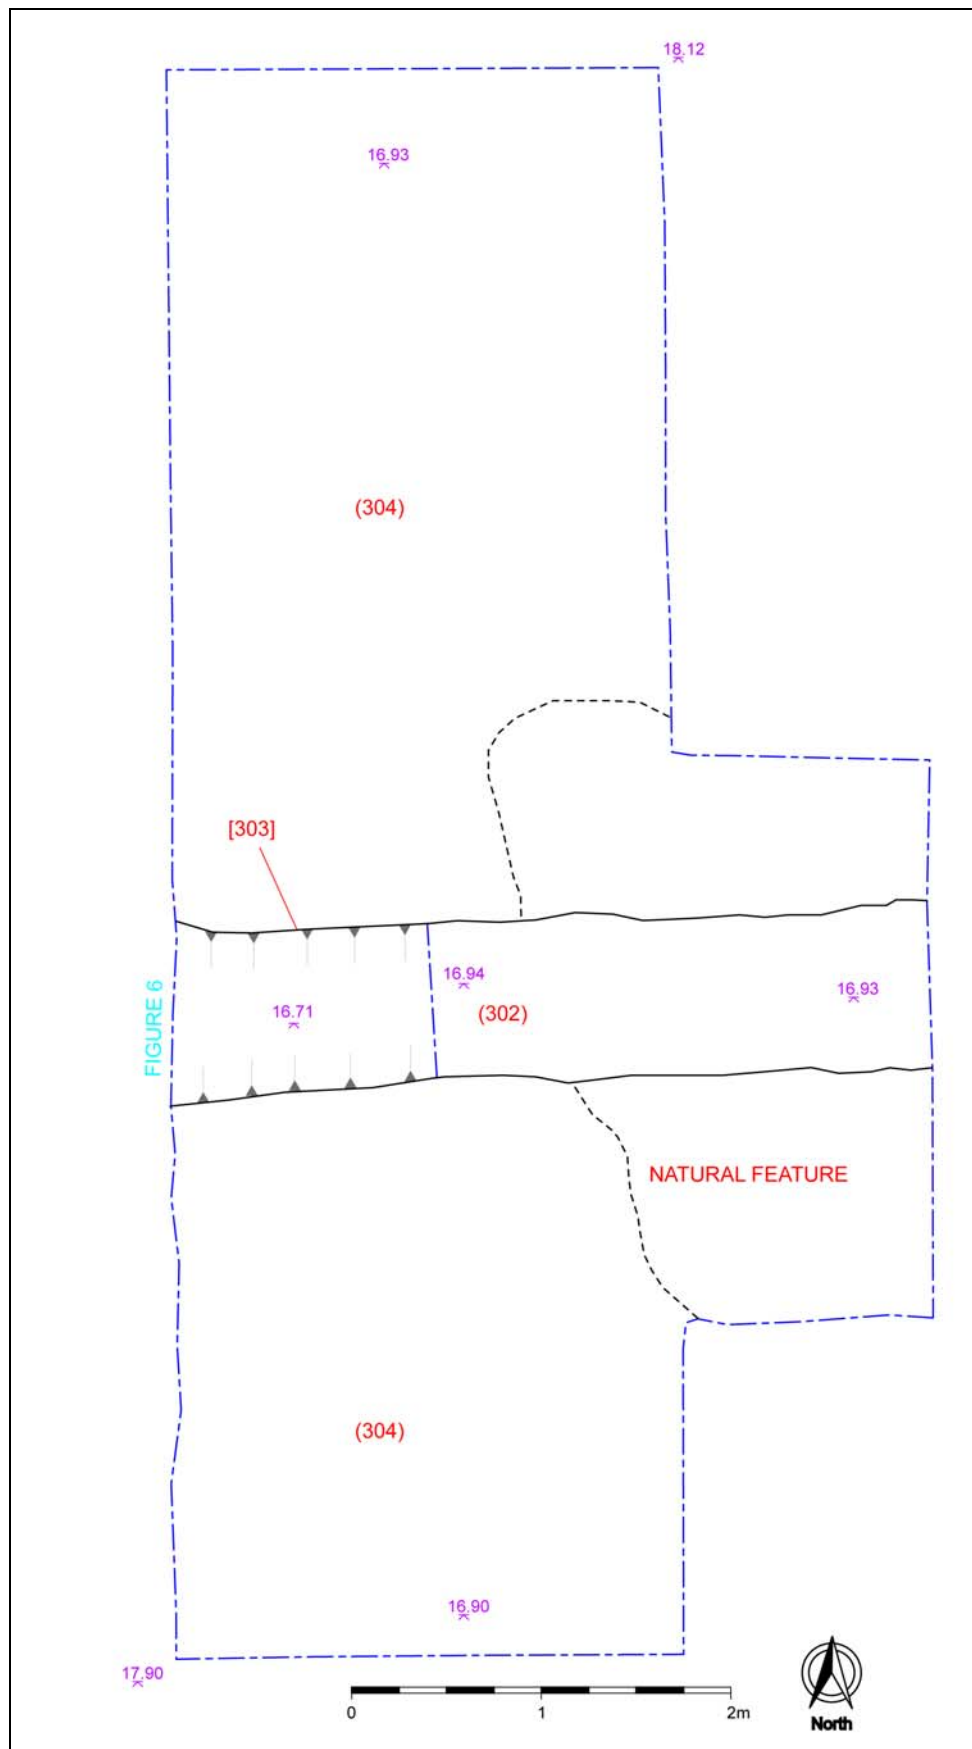 18.12
16.93
(304)
[303]
16.94
16.93
(302)
16.71
FIGURE 6
NATURAL FEATURE
(304)
16.90
17.90
0 1 2m
North